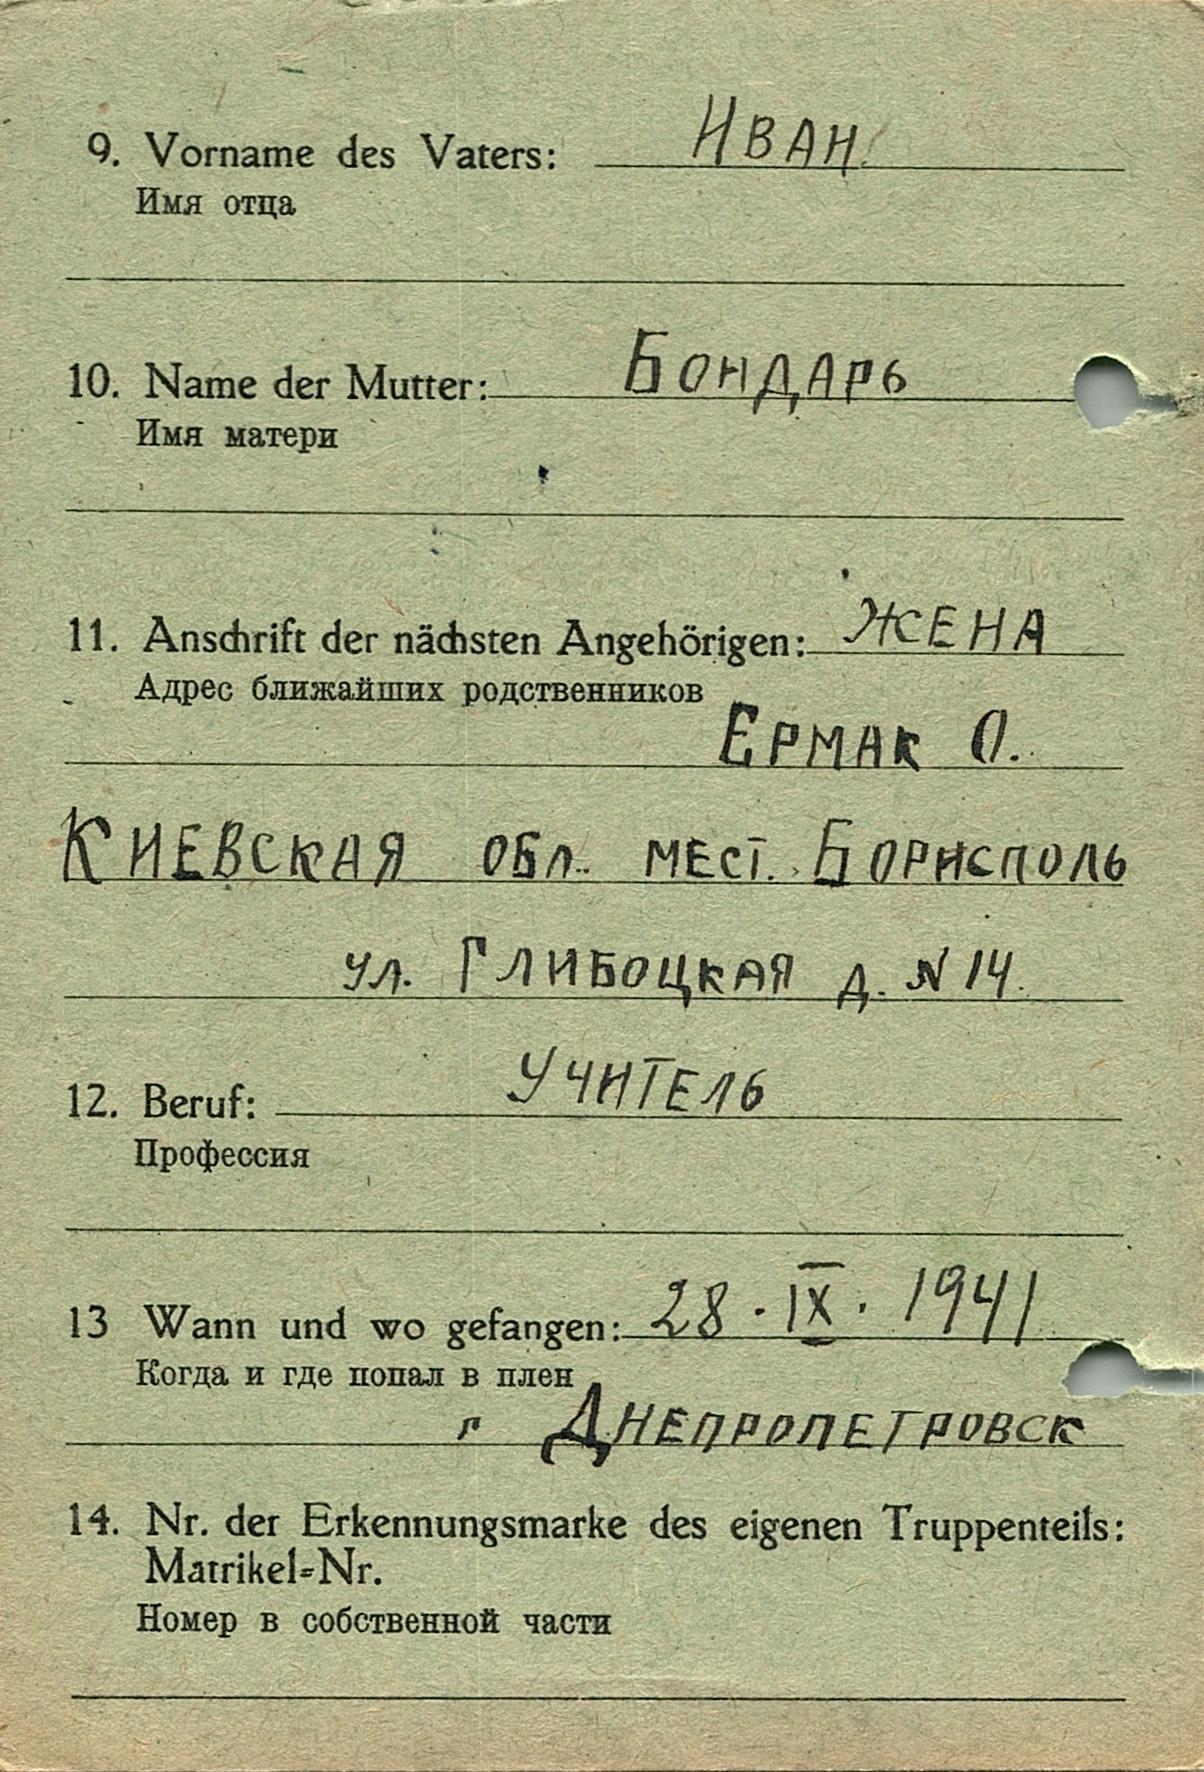 9. Vorname des Vaters: ИВАН
Имя отца
10. Name der Mutter: БОНДАРЬ
Имя матери
11. Anschrift der nächsten Angehörigen: ЖЕНА
Адрес ближайших родственников
ЕРМАК О.
КИЕВСКАЯ ОБЛ. МЕСТ. БОРИСПОЛЬ
УЛ. ГЛИБОЦКАЯ Д. N 14.
12. Beruf: УЧИТЕЛЬ
Профессия
13 Wann und wo gefangen: 28. IX. 1941
Когда и где попал в плен
г ДНЕПРОПЕТРОВСК
14. Nr. der Erkennungsmarke des eigenen Truppenteils:
Matrikel=Nr.
Номер в собственной части